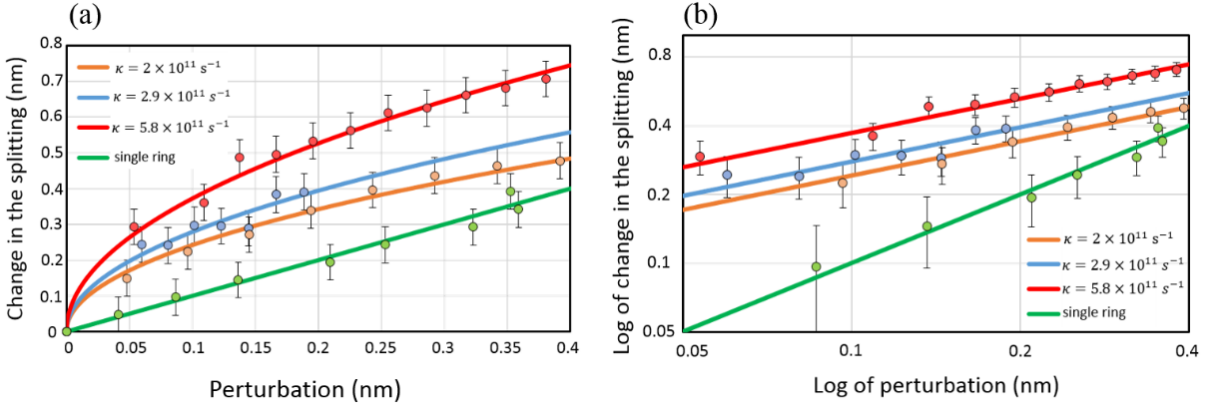 (a)
Change in the splitting (nm)
0.8
0.7
0.6
0.5
0.4
0.3
0.2
0.1
0
κ = 2 × 10¹¹ s⁻¹
κ = 2.9 × 10¹¹ s⁻¹
κ = 5.8 × 10¹¹ s⁻¹
single ring
0 0.05 0.1 0.15 0.2 0.25 0.3 0.35 0.4
Perturbation (nm)
(b)
Log of change in the splitting (nm)
0.8
0.4
0.2
0.1
0.05
κ = 2 × 10¹¹ s⁻¹
κ = 2.9 × 10¹¹ s⁻¹
κ = 5.8 × 10¹¹ s⁻¹
single ring
0.05 0.1 0.2 0.4
Log of perturbation (nm)